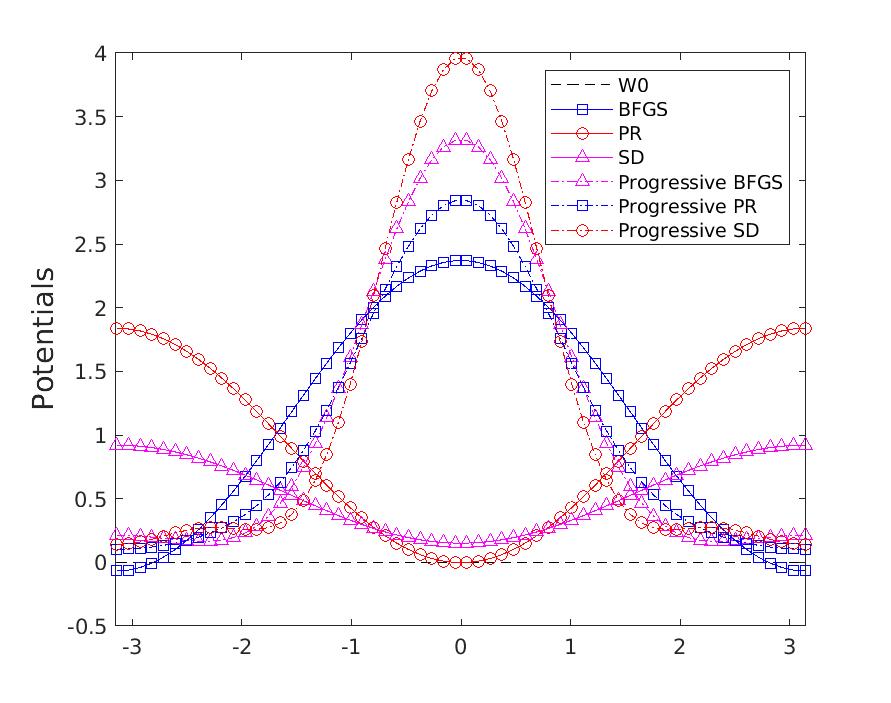 4
3.5
3
2.5
2
1.5
1
0.5
0
-0.5
Potentials
-3
-2
-1
0
1
2
3
W0
BFGS
PR
SD
Progressive BFGS
Progressive PR
Progressive SD